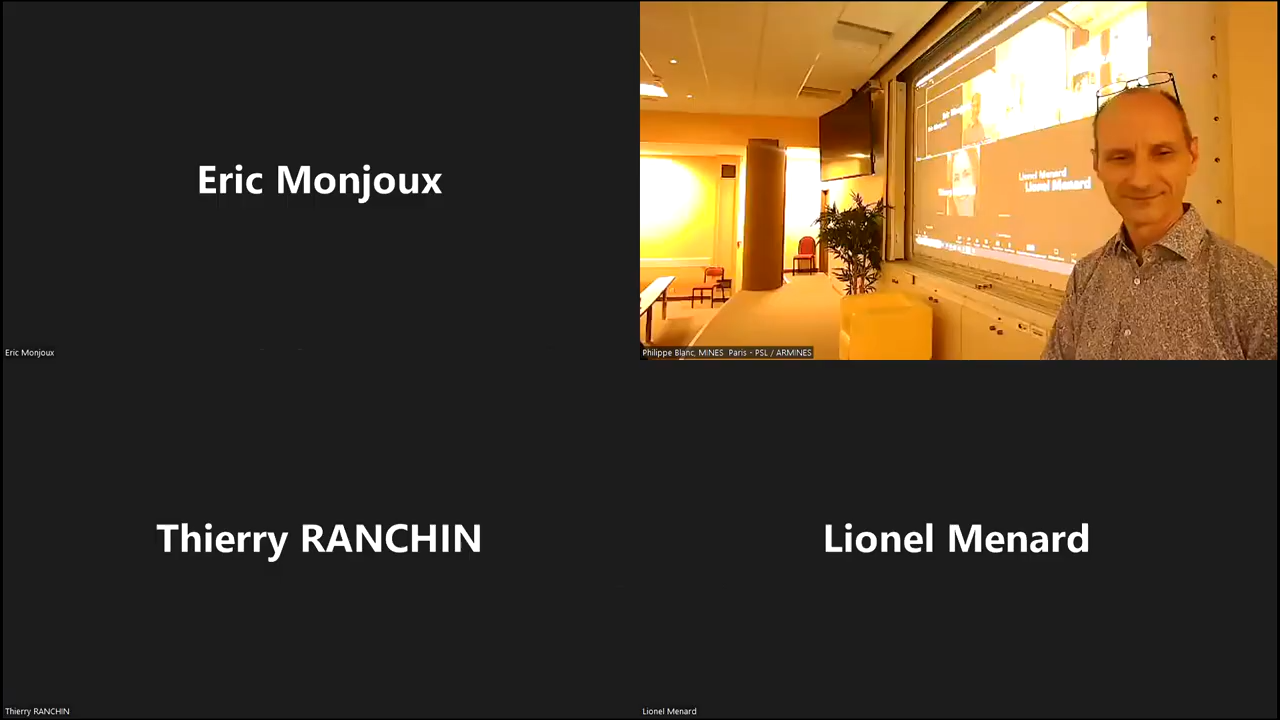 Eric Monjoux
Eric Monjoux
Lionel Menard
Lionel Menard
Philippe Blanc, MINES Paris - PSL / ARMINES
Thierry RANCHIN
Lionel Menard
Thierry RANCHIN
Lionel Menard